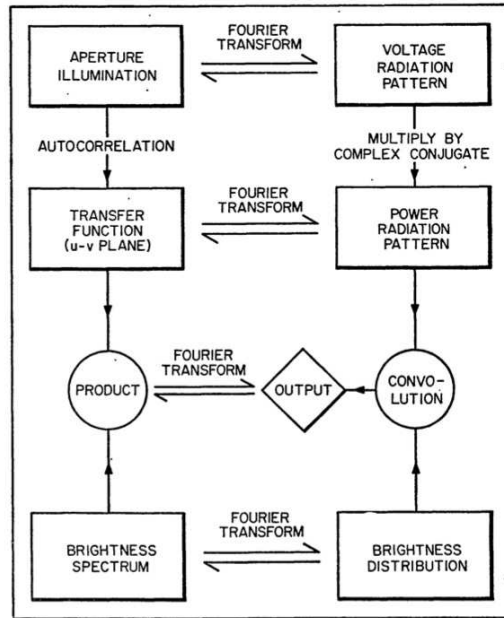 APERTURE
ILLUMINATION
FOURIER
TRANSFORM
VOLTAGE
RADIATION
PATTERN
AUTOCORRELATION
MULTIPLY BY
COMPLEX CONJUGATE
TRANSFER
FUNCTION
(u-v PLANE)
FOURIER
TRANSFORM
POWER
RADIATION
PATTERN
PRODUCT
FOURIER
TRANSFORM
OUTPUT
CONVO-
LUTION
BRIGHTNESS
SPECTRUM
FOURIER
TRANSFORM
BRIGHTNESS
DISTRIBUTION